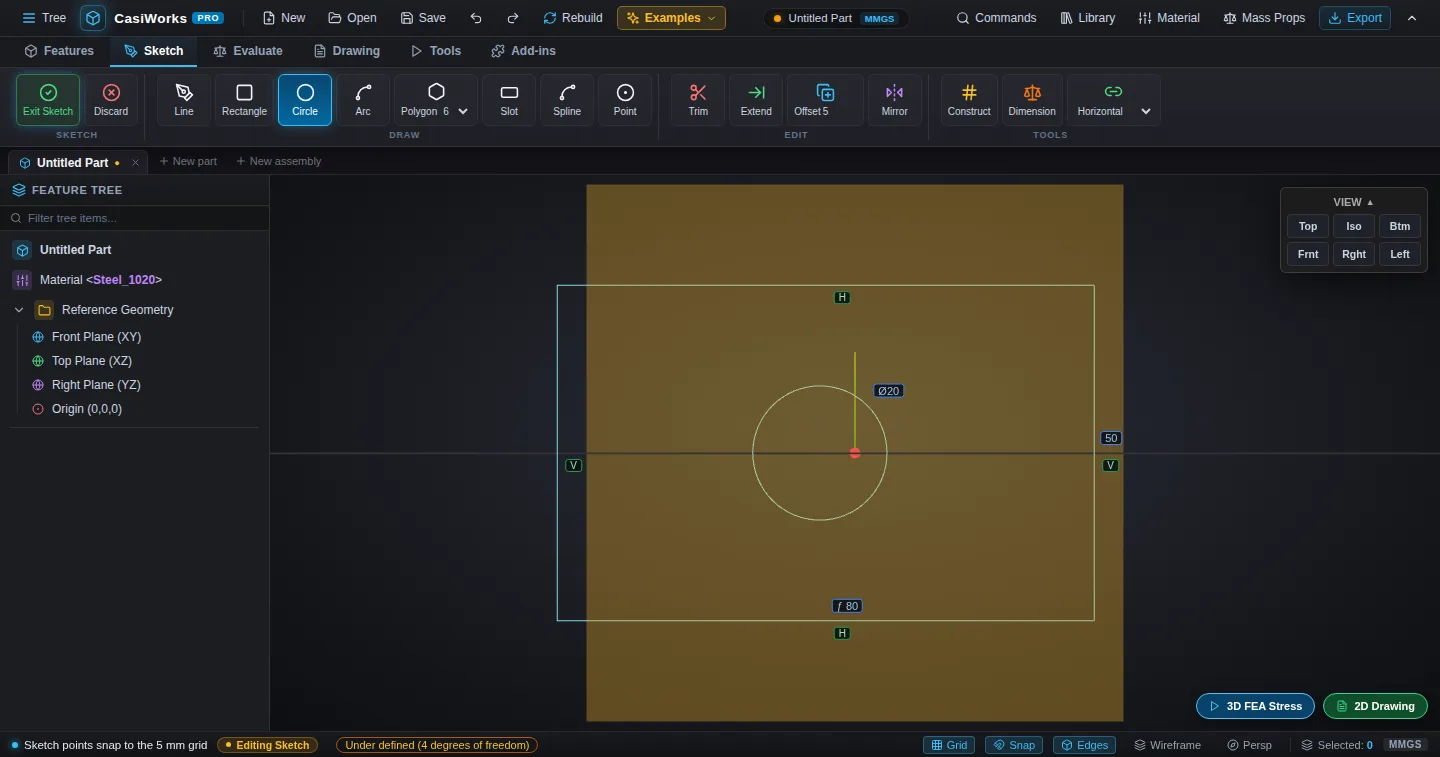 Tree CasiWorks PRO New Open Save Rebuild Examples Untitled Part MMGS Commands Library Material Mass Props Export
Features Sketch Evaluate Drawing Tools Add-ins
Exit Sketch Discard Line Rectangle Circle Arc Polygon 6 Slot Spline Point Trim Extend Offset 5 Mirror Construct Dimension Horizontal
SKETCH DRAW EDIT TOOLS
Untitled Part • × + New part + New assembly
FEATURE TREE
Filter tree items...
Untitled Part
Material <Steel_1020>
Reference Geometry
Front Plane (XY)
Top Plane (XZ)
Right Plane (YZ)
Origin (0,0,0)
VIEW ▲
Top Iso Btm
Frnt Rght Left
H
Ø20
50
V V
ƒ 80
H
3D FEA Stress 2D Drawing
Sketch points snap to the 5 mm grid Editing Sketch Under defined (4 degrees of freedom) Grid Snap Edges Wireframe Persp Selected: 0 MMGS